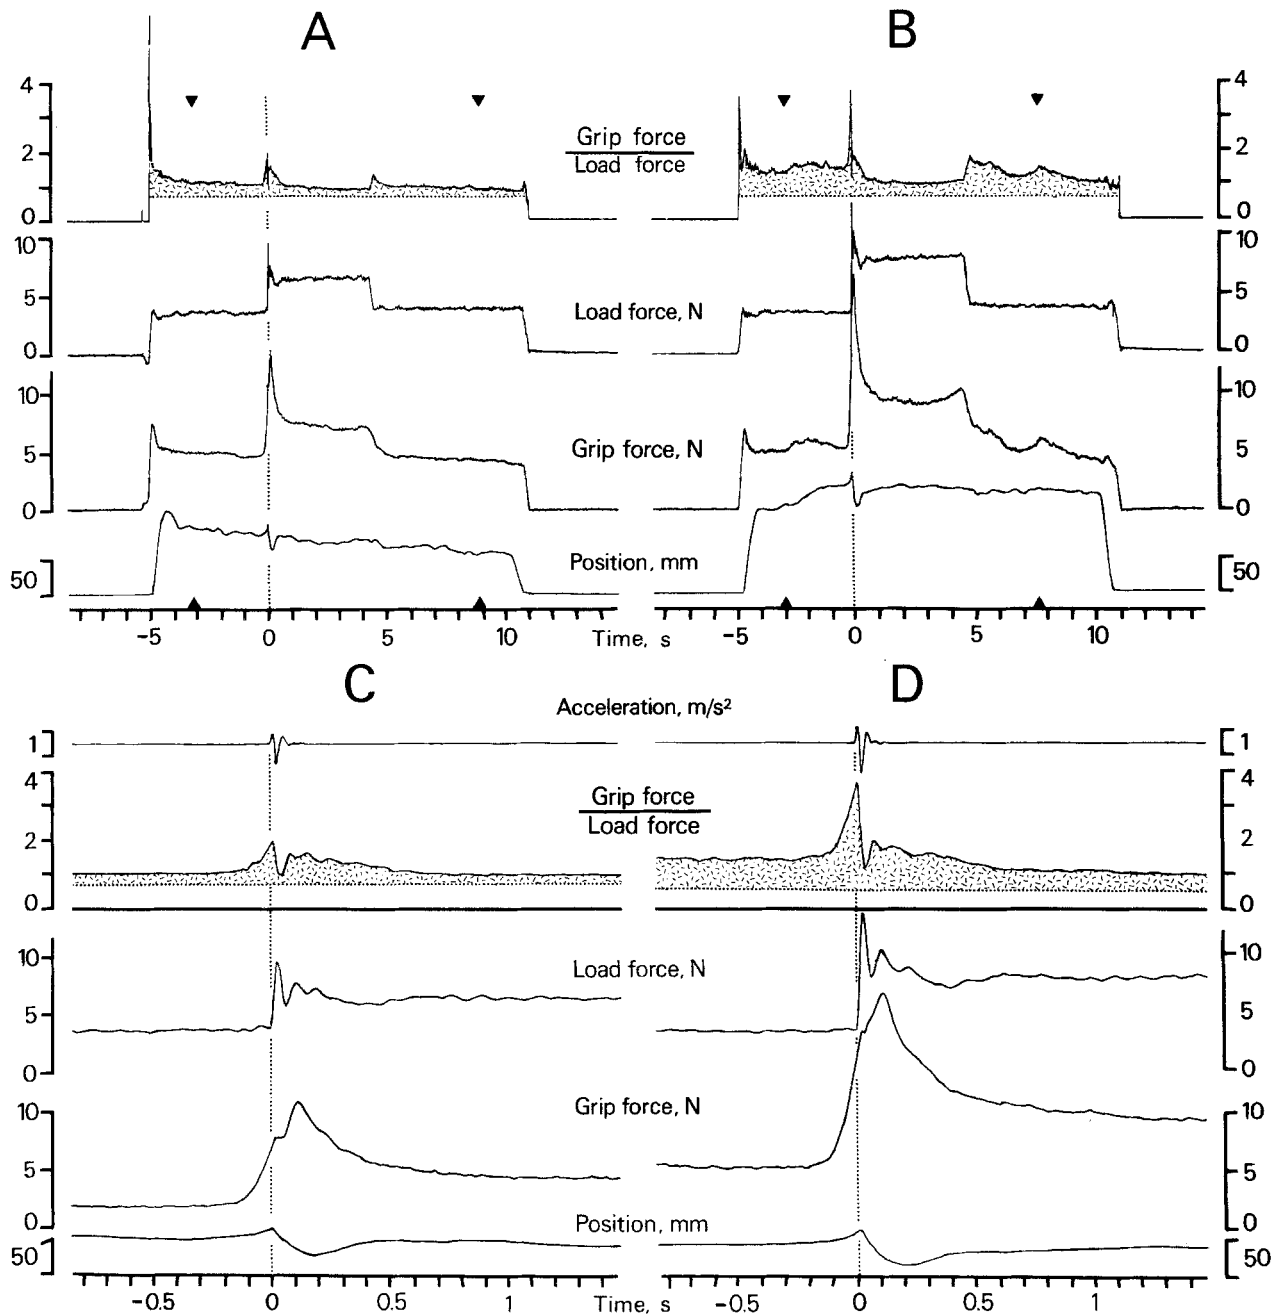 A
B
4
2
0
Grip force
Load force
4
2
0
10
5
0
Load force, N
10
5
0
10
5
0
Grip force, N
10
5
0
50
Position, mm
50
-5 0 5 10 Time, s -5 0 5 10
C
D
Acceleration, m/s²
1
1
4
2
0
Grip force
Load force
4
2
0
10
5
0
Load force, N
10
5
0
10
5
0
Grip force, N
10
5
0
50
Position, mm
50
-0.5 0 0.5 1 Time, s -0.5 0 0.5 1